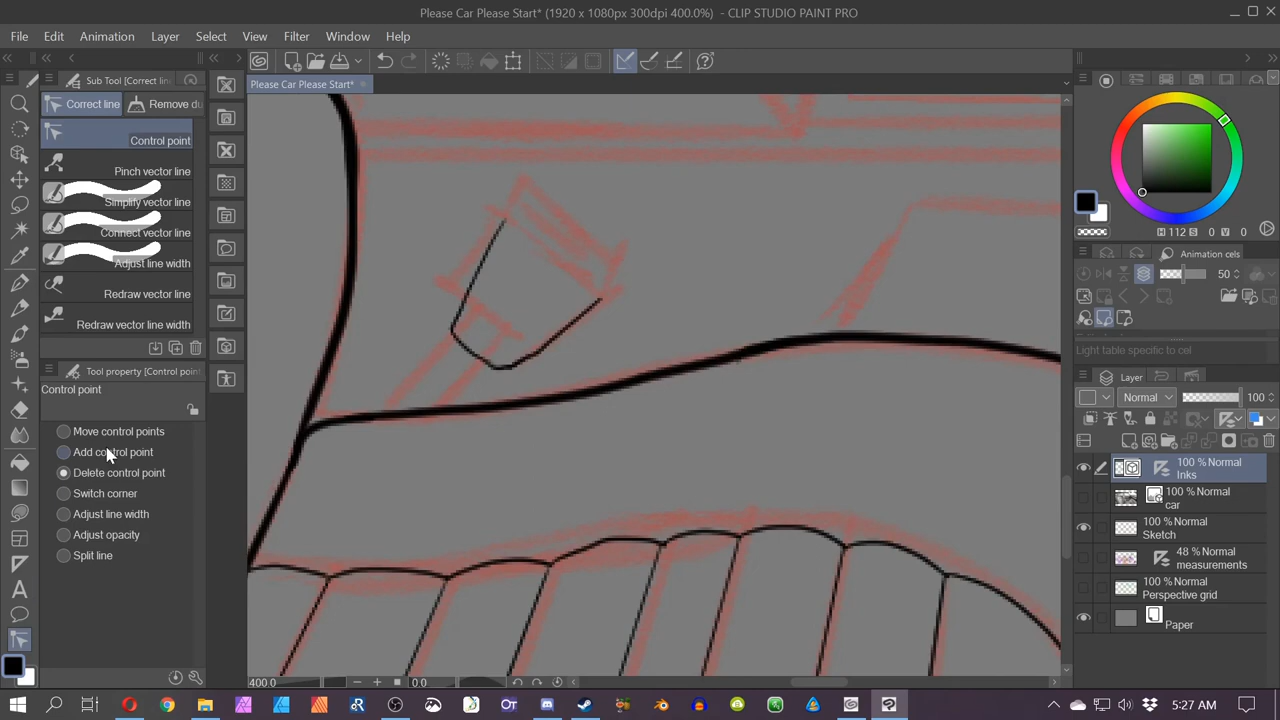 Please Car Please Start* (1920 x 1080px 300dpi 400.0%) - CLIP STUDIO PAINT PRO
File Edit Animation Layer Select View Filter Window Help
Sub Tool [Correct lin
Please Car Please Start*
Correct line Remove du
Control point
Pinch vector line
Simplify vector line
Connect vector line
Adjust line width
Redraw vector line
Redraw vector line width
Tool property [Control point
Control point
Move control points
Add control point
Delete control point
Switch corner
Adjust line width
Adjust opacity
Split line
H 112 S 0 V 0
Animation cels
50
Light table specific to cel
Layer
Normal 100
100 % Normal
Inks
100 % Normal
car
100 % Normal
Sketch
48 % Normal
measurements
100 % Normal
Perspective grid
Paper
400.0 0.0
5:27 AM